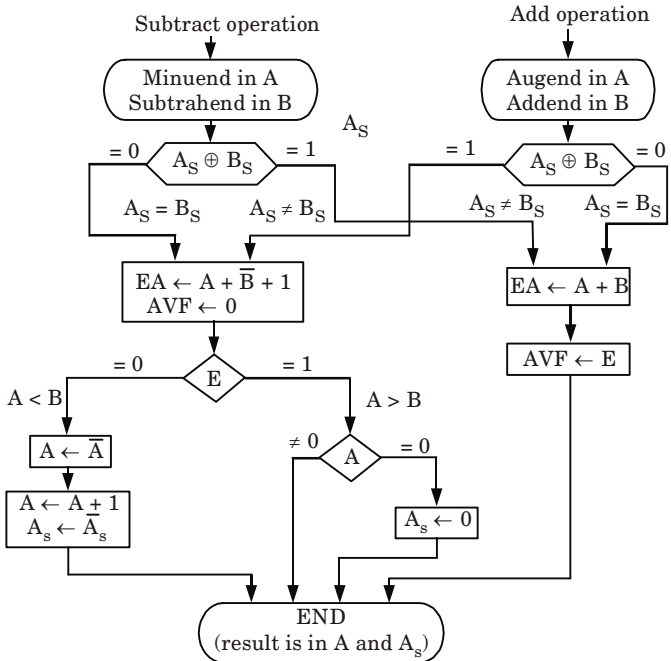 Subtract operation
Add operation
Minuend in A
Subtrahend in B
Augend in A
Addend in B
A_S
= 0
A_S ⊕ B_S
= 1
= 1
A_S ⊕ B_S
= 0
A_S = B_S
A_S ≠ B_S
A_S ≠ B_S
A_S = B_S
EA ← A + B̅ + 1
AVF ← 0
EA ← A + B
AVF ← E
= 0
E
= 1
A < B
A > B
A ← A̅
≠ 0
A
= 0
A ← A + 1
A_s ← A̅_s
A_s ← 0
END
(result is in A and A_s)